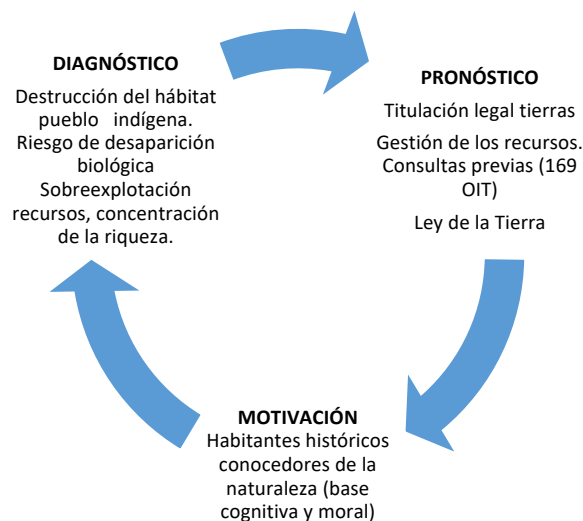 DIAGNÓSTICO
Destrucción del hábitat
pueblo indígena.
Riesgo de desaparición
biológica
Sobreexplotación
recursos, concentración
de la riqueza.
PRONÓSTICO
Titulación legal tierras
Gestión de los recursos.
Consultas previas (169
OIT)
Ley de la Tierra
MOTIVACIÓN
Habitantes históricos
conocedores de la
naturaleza (base
cognitiva y moral)